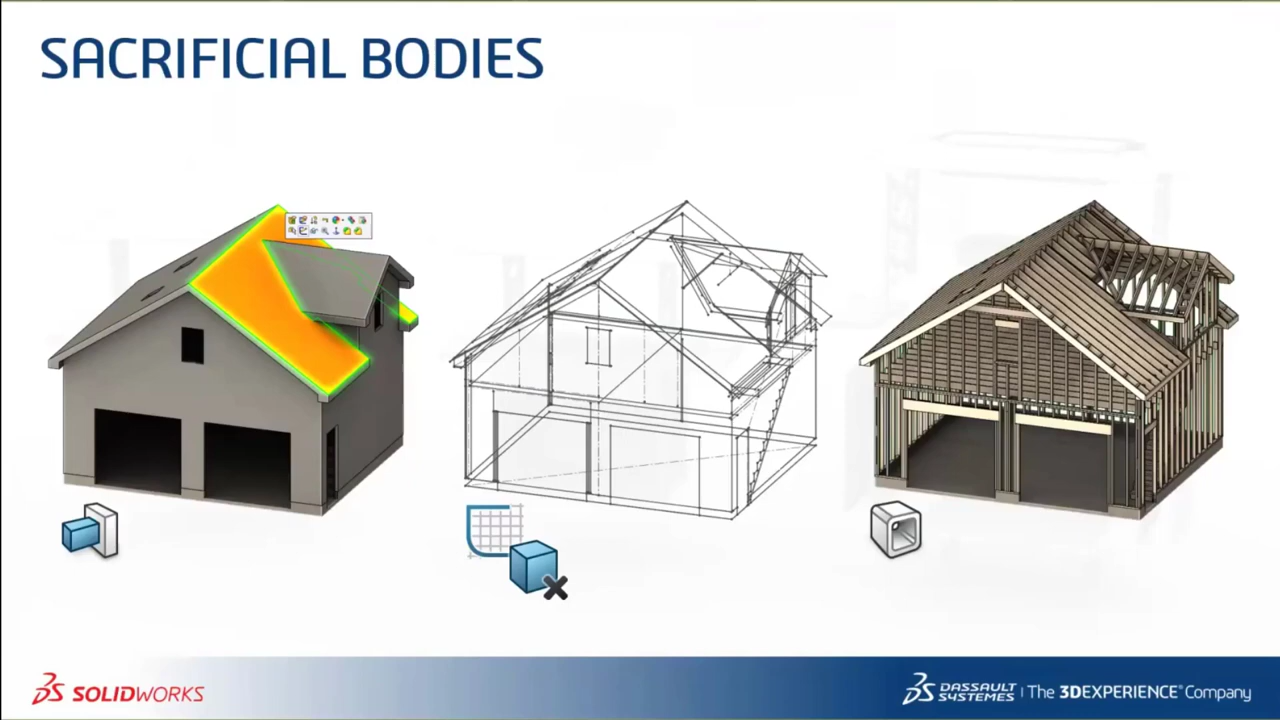 SACRIFICIAL BODIES
SOLIDWORKS
DASSAULT SYSTEMES | The 3DEXPERIENCE® Company